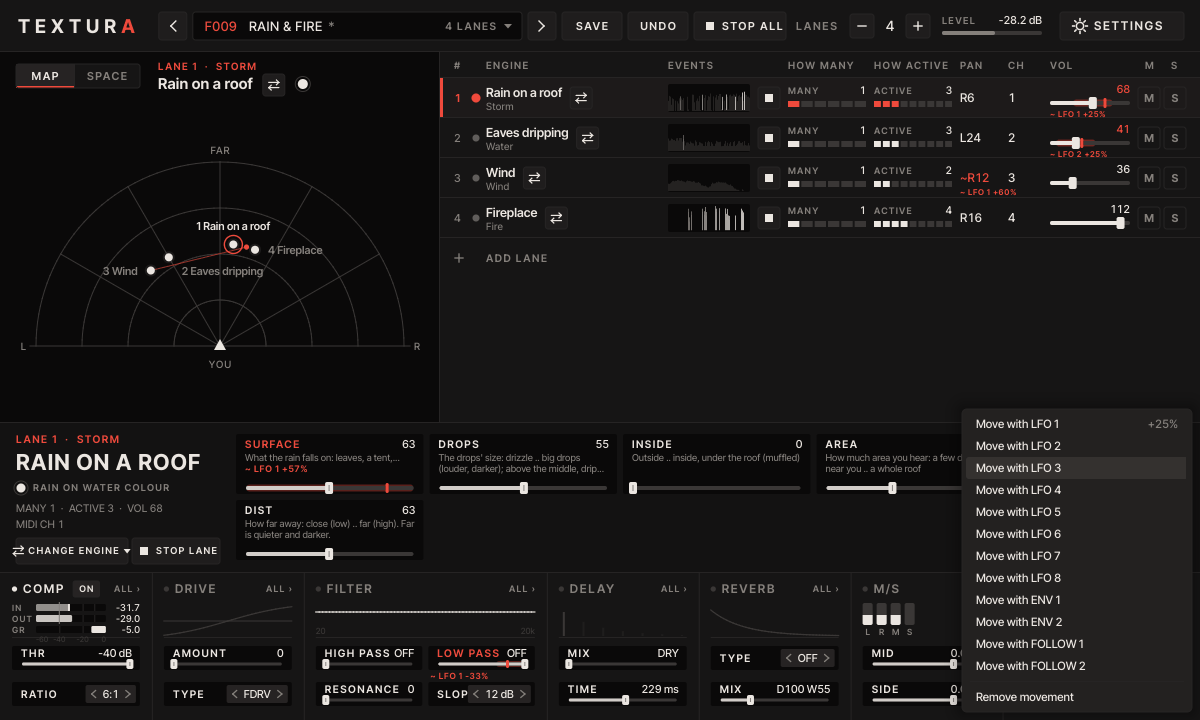 TEXTURA
F009 RAIN & FIRE * 4 LANES
SAVE UNDO STOP ALL LANES 4 LEVEL -28.2 dB SETTINGS
MAP SPACE
LANE 1 · STORM
Rain on a roof
FAR
1 Rain on a roof
4 Fireplace
3 Wind
2 Eaves dripping
L
R
YOU
# ENGINE EVENTS HOW MANY HOW ACTIVE PAN CH VOL M S
1 Rain on a roof Storm MANY 1 ACTIVE 3 R6 1 68 ~ LFO 1 +25% M S
2 Eaves dripping Water MANY 1 ACTIVE 3 L24 2 41 ~ LFO 2 +25% M S
3 Wind Wind MANY 1 ACTIVE 2 ~R12 ~ LFO 1 +60% 3 36 M S
4 Fireplace Fire MANY 1 ACTIVE 4 R16 4 112 M S
+ ADD LANE
LANE 1 · STORM
RAIN ON A ROOF
RAIN ON WATER COLOUR
MANY 1 · ACTIVE 3 · VOL 68
MIDI CH 1
CHANGE ENGINE STOP LANE
SURFACE 63
What the rain falls on: leaves, a tent,...
~ LFO 1 +57%
DROPS 55
The drops' size: drizzle .. big drops
(louder, darker); above the middle, drip...
INSIDE 0
Outside .. inside, under the roof (muffled)
AREA
How much area you hear: a few d
near you .. a whole roof
DIST 63
How far away: close (low) .. far (high). Far
is quieter and darker.
COMP ON ALL ›
IN -31.7
OUT -29.0
GR -5.0
-60 -40 -20 0
THR -40 dB
RATIO 6:1
DRIVE ALL ›
AMOUNT 0
TYPE FDRV
FILTER ALL ›
20 20k
HIGH PASS OFF
LOW PASS OFF
~ LFO 1 -33%
RESONANCE 0
SLOP 12 dB
DELAY ALL ›
MIX DRY
TIME 229 ms
REVERB ALL ›
TYPE OFF
MIX D100 W55
M/S
L R M S
MID 0.
SIDE 0.
Move with LFO 1 +25%
Move with LFO 2
Move with LFO 3
Move with LFO 4
Move with LFO 5
Move with LFO 6
Move with LFO 7
Move with LFO 8
Move with ENV 1
Move with ENV 2
Move with FOLLOW 1
Move with FOLLOW 2
Remove movement